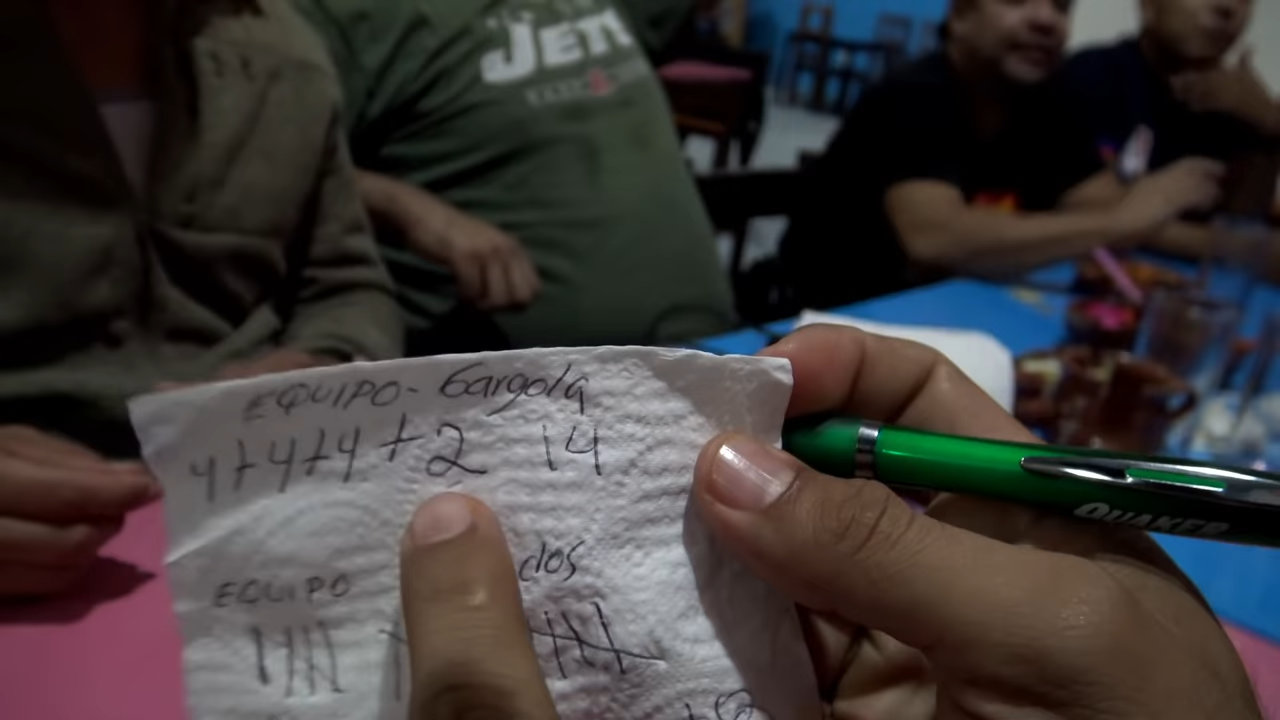 JETS
EQUIPO- Gargola
4+4+4+2 14
QUAKER
EQUIPO dos